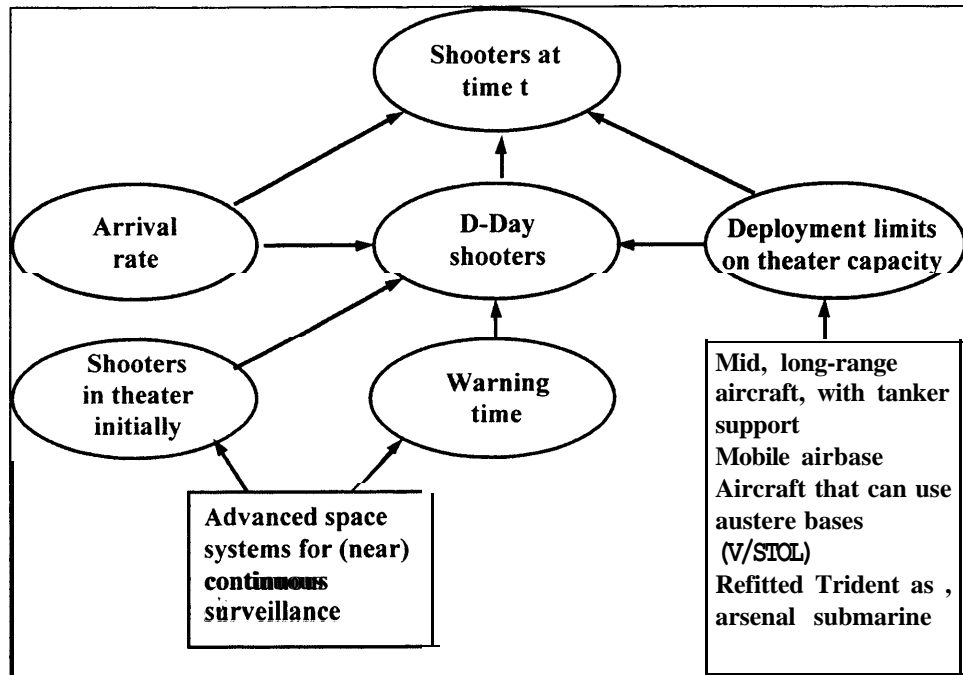 Shooters at
time t
Arrival
rate
D-Day
shooters
Deployment limits
on theater capacity
Shooters
in theater
initially
Warning
time
Mid, long-range
aircraft, with tanker
support
Mobile airbase
Aircraft that can use
austere bases
(V/STOL)
Refitted Trident as ,
arsenal submarine
Advanced space
systems for (near)
continuous
surveillance